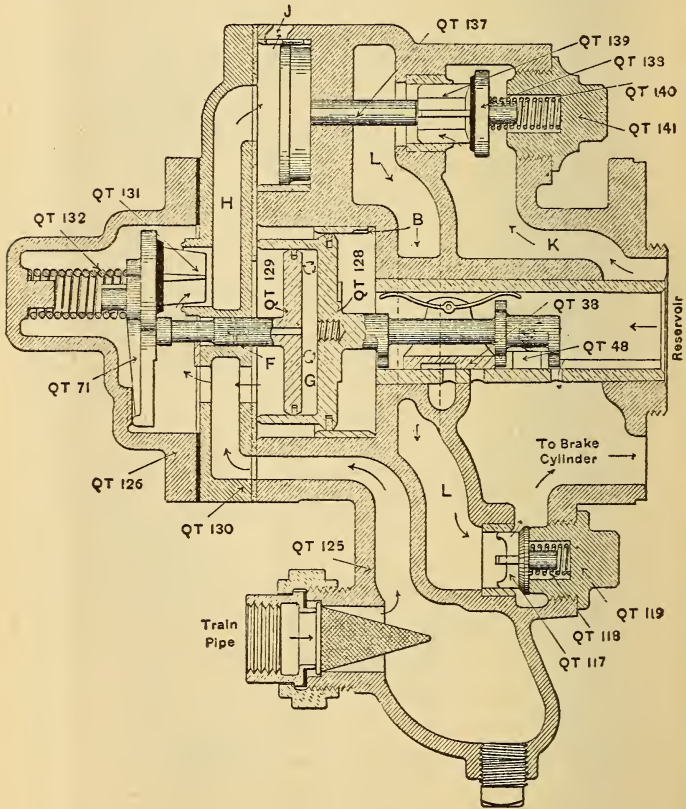 J
QT 137
QT 139
QT 133
QT 140
QT 141
QT 131
QT 132
H
L
B
K
QT 129
QT 128
QT 38
QT 48
Reservoir
F
G
QT 71
To Brake
Cylinder
QT 126
L
QT 130
QT 125
QT 119
QT 118
QT 117
Train
Pipe